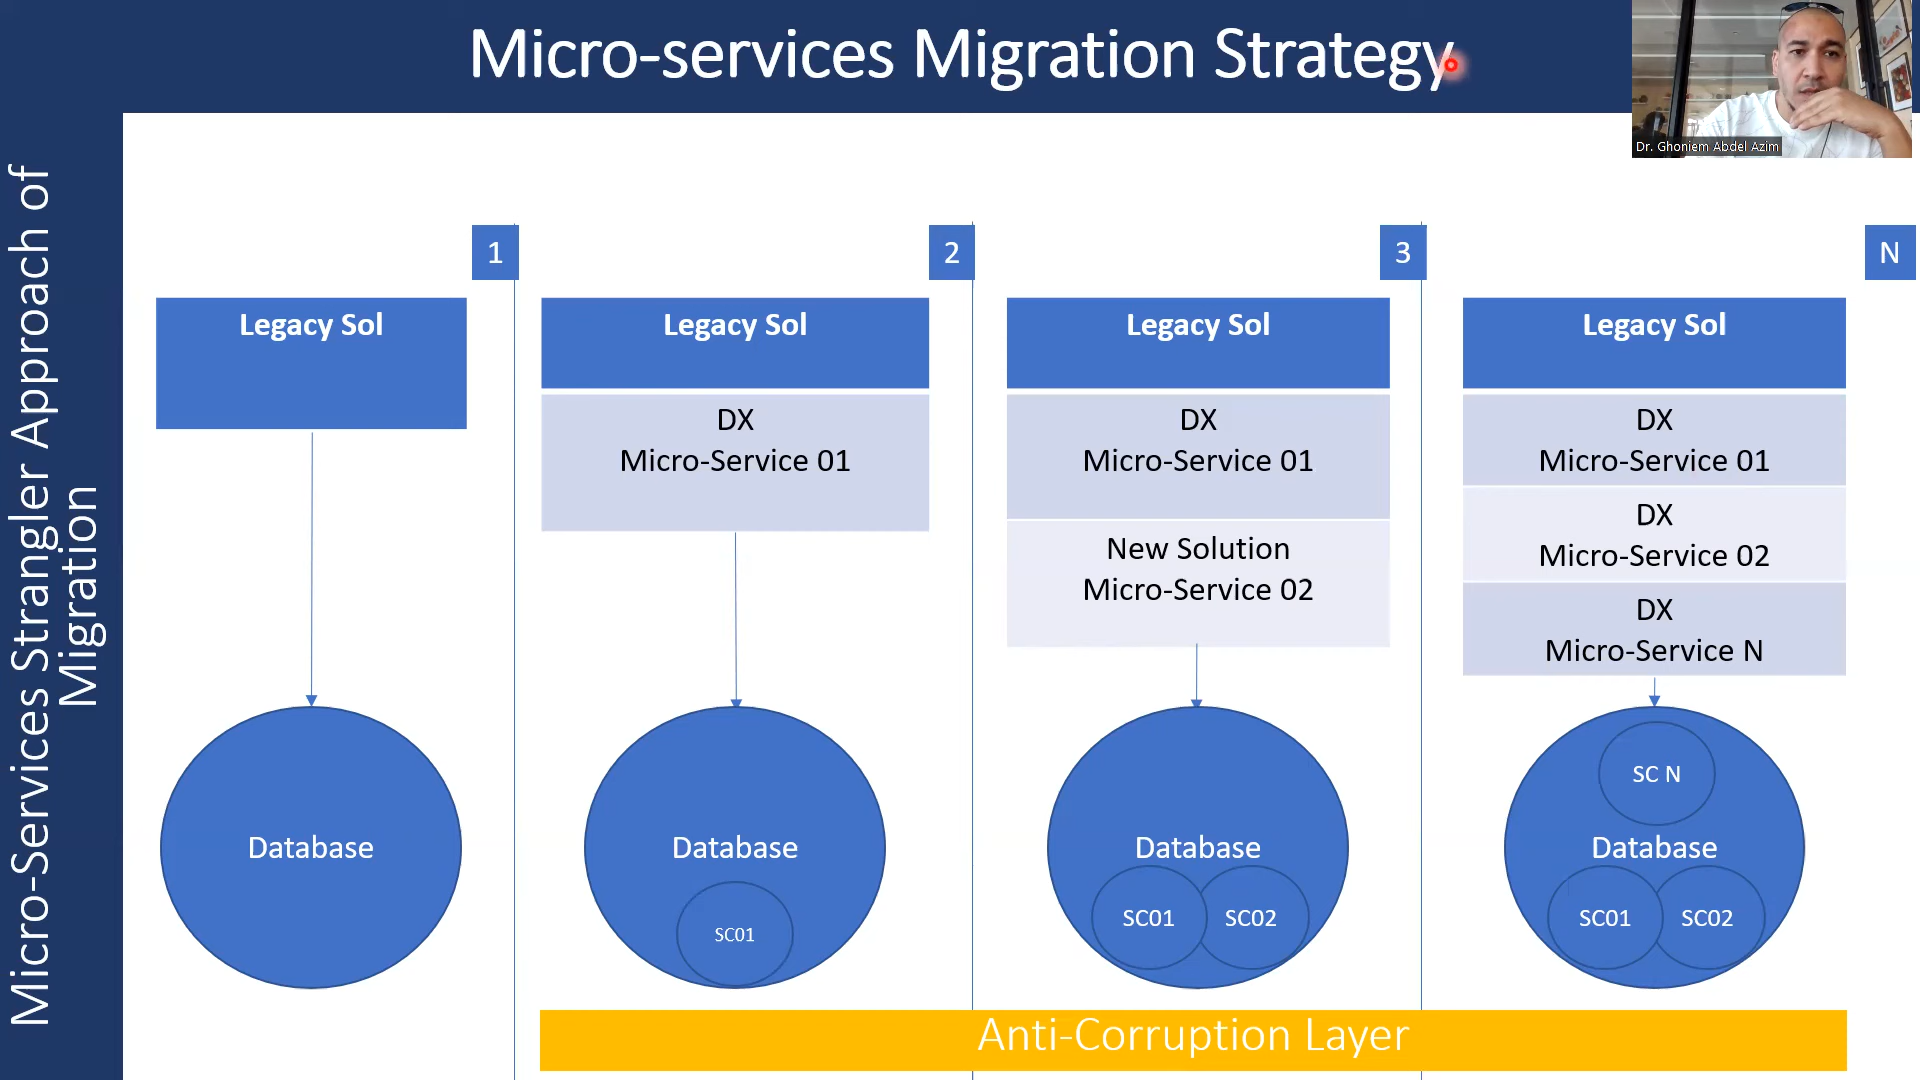 Micro-services Migration Strategy
Dr. Ghoniem Abdel Azim
Micro-Services Strangler Approach of
Migration
1
Legacy Sol
Database
2
Legacy Sol
DX
Micro-Service 01
Database
SC01
3
Legacy Sol
DX
Micro-Service 01
New Solution
Micro-Service 02
Database
SC01
SC02
N
Legacy Sol
DX
Micro-Service 01
DX
Micro-Service 02
DX
Micro-Service N
SC N
Database
SC01
SC02
Anti-Corruption Layer